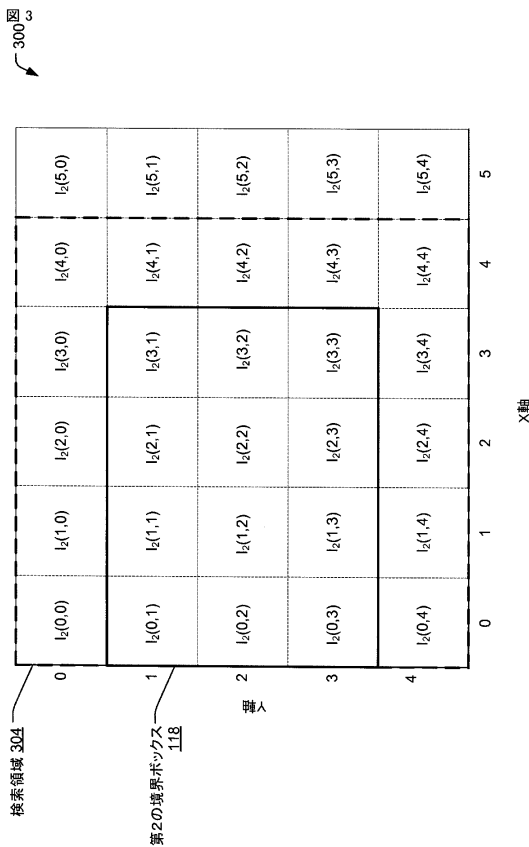 図 3
300
検索領域 304
第2の境界ボックス
118
Y軸
0
I₂(0,0)
I₂(1,0)
I₂(2,0)
I₂(3,0)
I₂(4,0)
I₂(5,0)
1
I₂(0,1)
I₂(1,1)
I₂(2,1)
I₂(3,1)
I₂(4,1)
I₂(5,1)
2
I₂(0,2)
I₂(1,2)
I₂(2,2)
I₂(3,2)
I₂(4,2)
I₂(5,2)
3
I₂(0,3)
I₂(1,3)
I₂(2,3)
I₂(3,3)
I₂(4,3)
I₂(5,3)
4
I₂(0,4)
I₂(1,4)
I₂(2,4)
I₂(3,4)
I₂(4,4)
I₂(5,4)
0
1
2
3
4
5
X軸